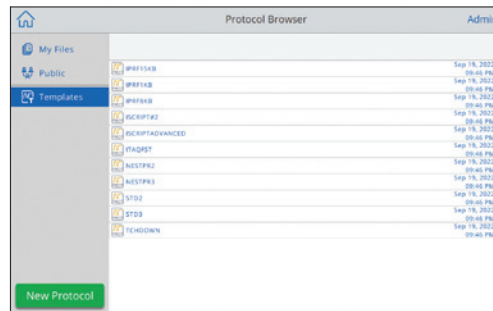 Protocol Browser
Admin
My Files
Public
Templates
IPRF15KB
Sep 19, 2022
09:46 PM
IPRF1KB
Sep 19, 2022
09:46 PM
IPRF8KB
Sep 19, 2022
09:46 PM
ISCRIPT#2
Sep 19, 2022
09:46 PM
ISCRIPTADVANCED
Sep 19, 2022
09:46 PM
ITAQFST
Sep 19, 2022
09:46 PM
NESTPR2
Sep 19, 2022
09:46 PM
NESTPR3
Sep 19, 2022
09:46 PM
STD2
Sep 19, 2022
09:46 PM
STD3
Sep 19, 2022
09:46 PM
TCHDOWN
Sep 19, 2022
09:46 PM
New Protocol